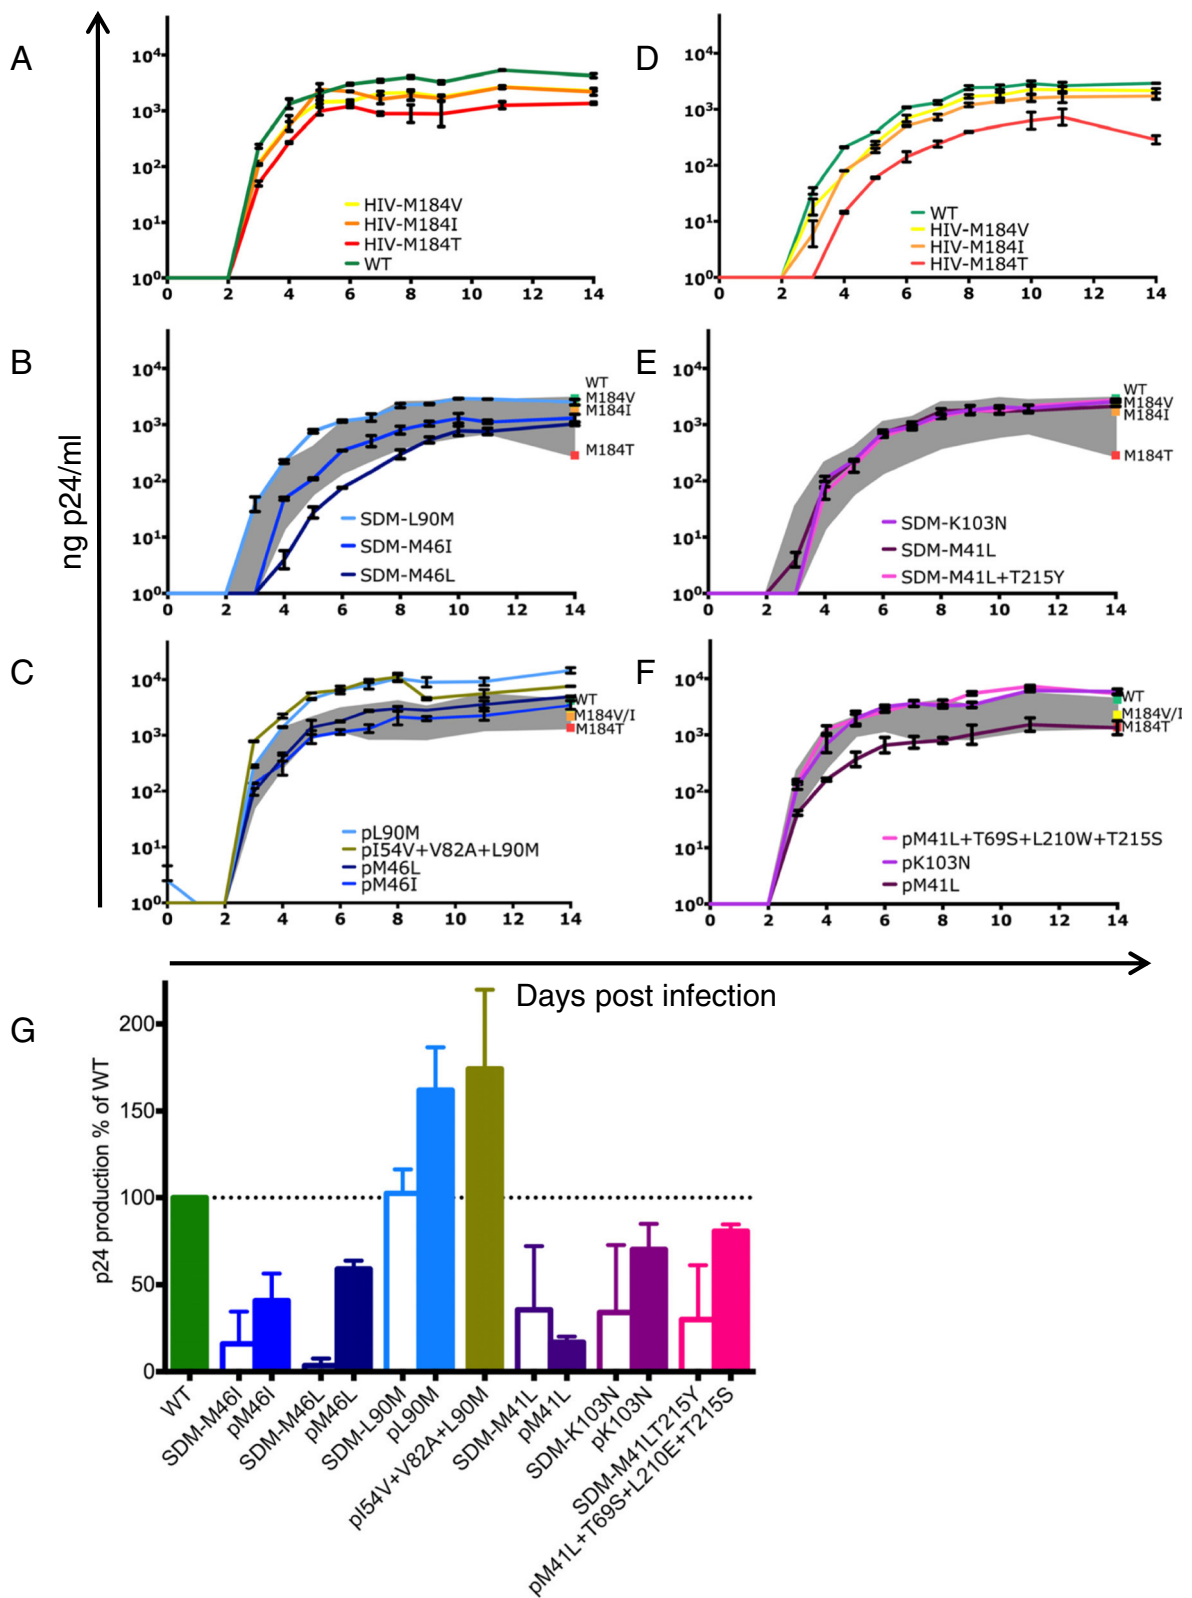 A
10⁴
10³
10²
10¹
10⁰
0 2 4 6 8 10 12 14
HIV-M184V
HIV-M184I
HIV-M184T
WT
D
10⁴
10³
10²
10¹
10⁰
0 2 4 6 8 10 12 14
WT
HIV-M184V
HIV-M184I
HIV-M184T
ng p24/ml
B
10⁴
10³
10²
10¹
10⁰
0 2 4 6 8 10 12 14
WT
M184V
M184I
M184T
SDM-L90M
SDM-M46I
SDM-M46L
E
10⁴
10³
10²
10¹
10⁰
0 2 4 6 8 10 12 14
WT
M184V
M184I
M184T
SDM-K103N
SDM-M41L
SDM-M41L+T215Y
C
10⁴
10³
10²
10¹
10⁰
0 2 4 6 8 10 12 14
WT
M184V/I
M184T
pL90M
pI54V+V82A+L90M
pM46L
pM46I
F
10⁴
10³
10²
10¹
10⁰
0 2 4 6 8 10 12 14
WT
M184V/I
M184T
pM41L+T69S+L210W+T215S
pK103N
pM41L
Days post infection
G
p24 production % of WT
200
150
100
50
0
WT
SDM-M46I
pM46I
SDM-M46L
pM46L
SDM-L90M
pL90M
pI54V+V82A+L90M
SDM-M41L
pM41L
SDM-K103N
pK103N
SDM-M41LT215Y
pM41L+T69S+L210E+T215S